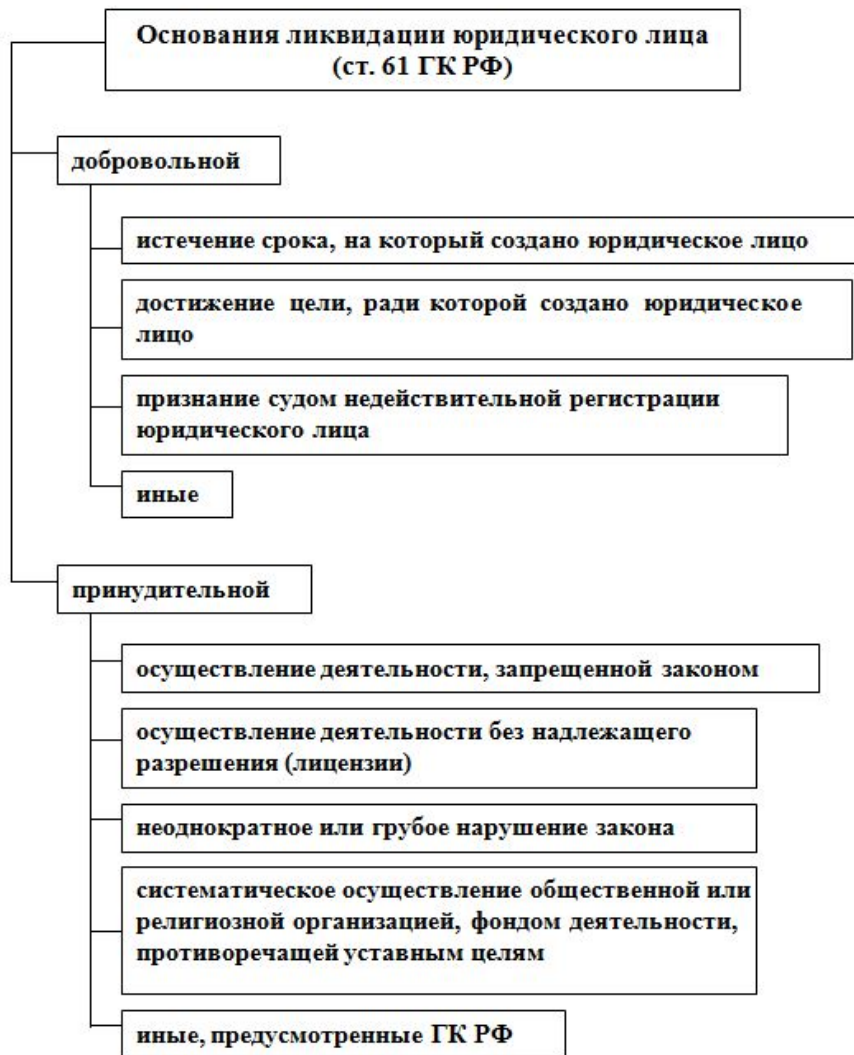 Основания ликвидации юридического лица
(ст. 61 ГК РФ)
добровольной
истечение срока, на который создано юридическое лицо
достижение цели, ради которой создано юридическое
лицо
признание судом недействительной регистрации
юридического лица
иные
принудительной
осуществление деятельности, запрещенной законом
осуществление деятельности без надлежащего
разрешения (лицензии)
неоднократное или грубое нарушение закона
систематическое осуществление общественной или
религиозной организацией, фондом деятельности,
противоречащей уставным целям
иные, предусмотренные ГК РФ